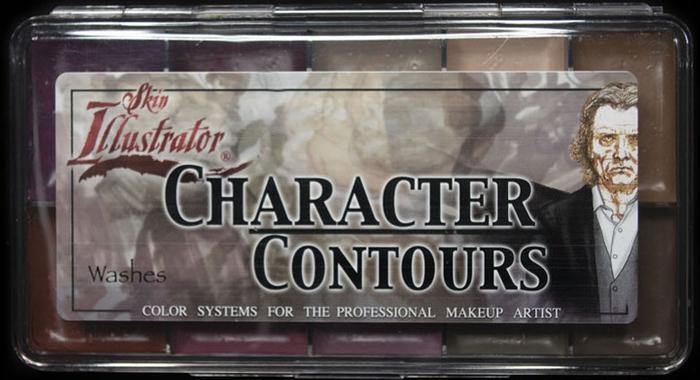 Skin
Illustrator®
CHARACTER
CONTOURS
Washes
COLOR SYSTEMS FOR THE PROFESSIONAL MAKEUP ARTIST